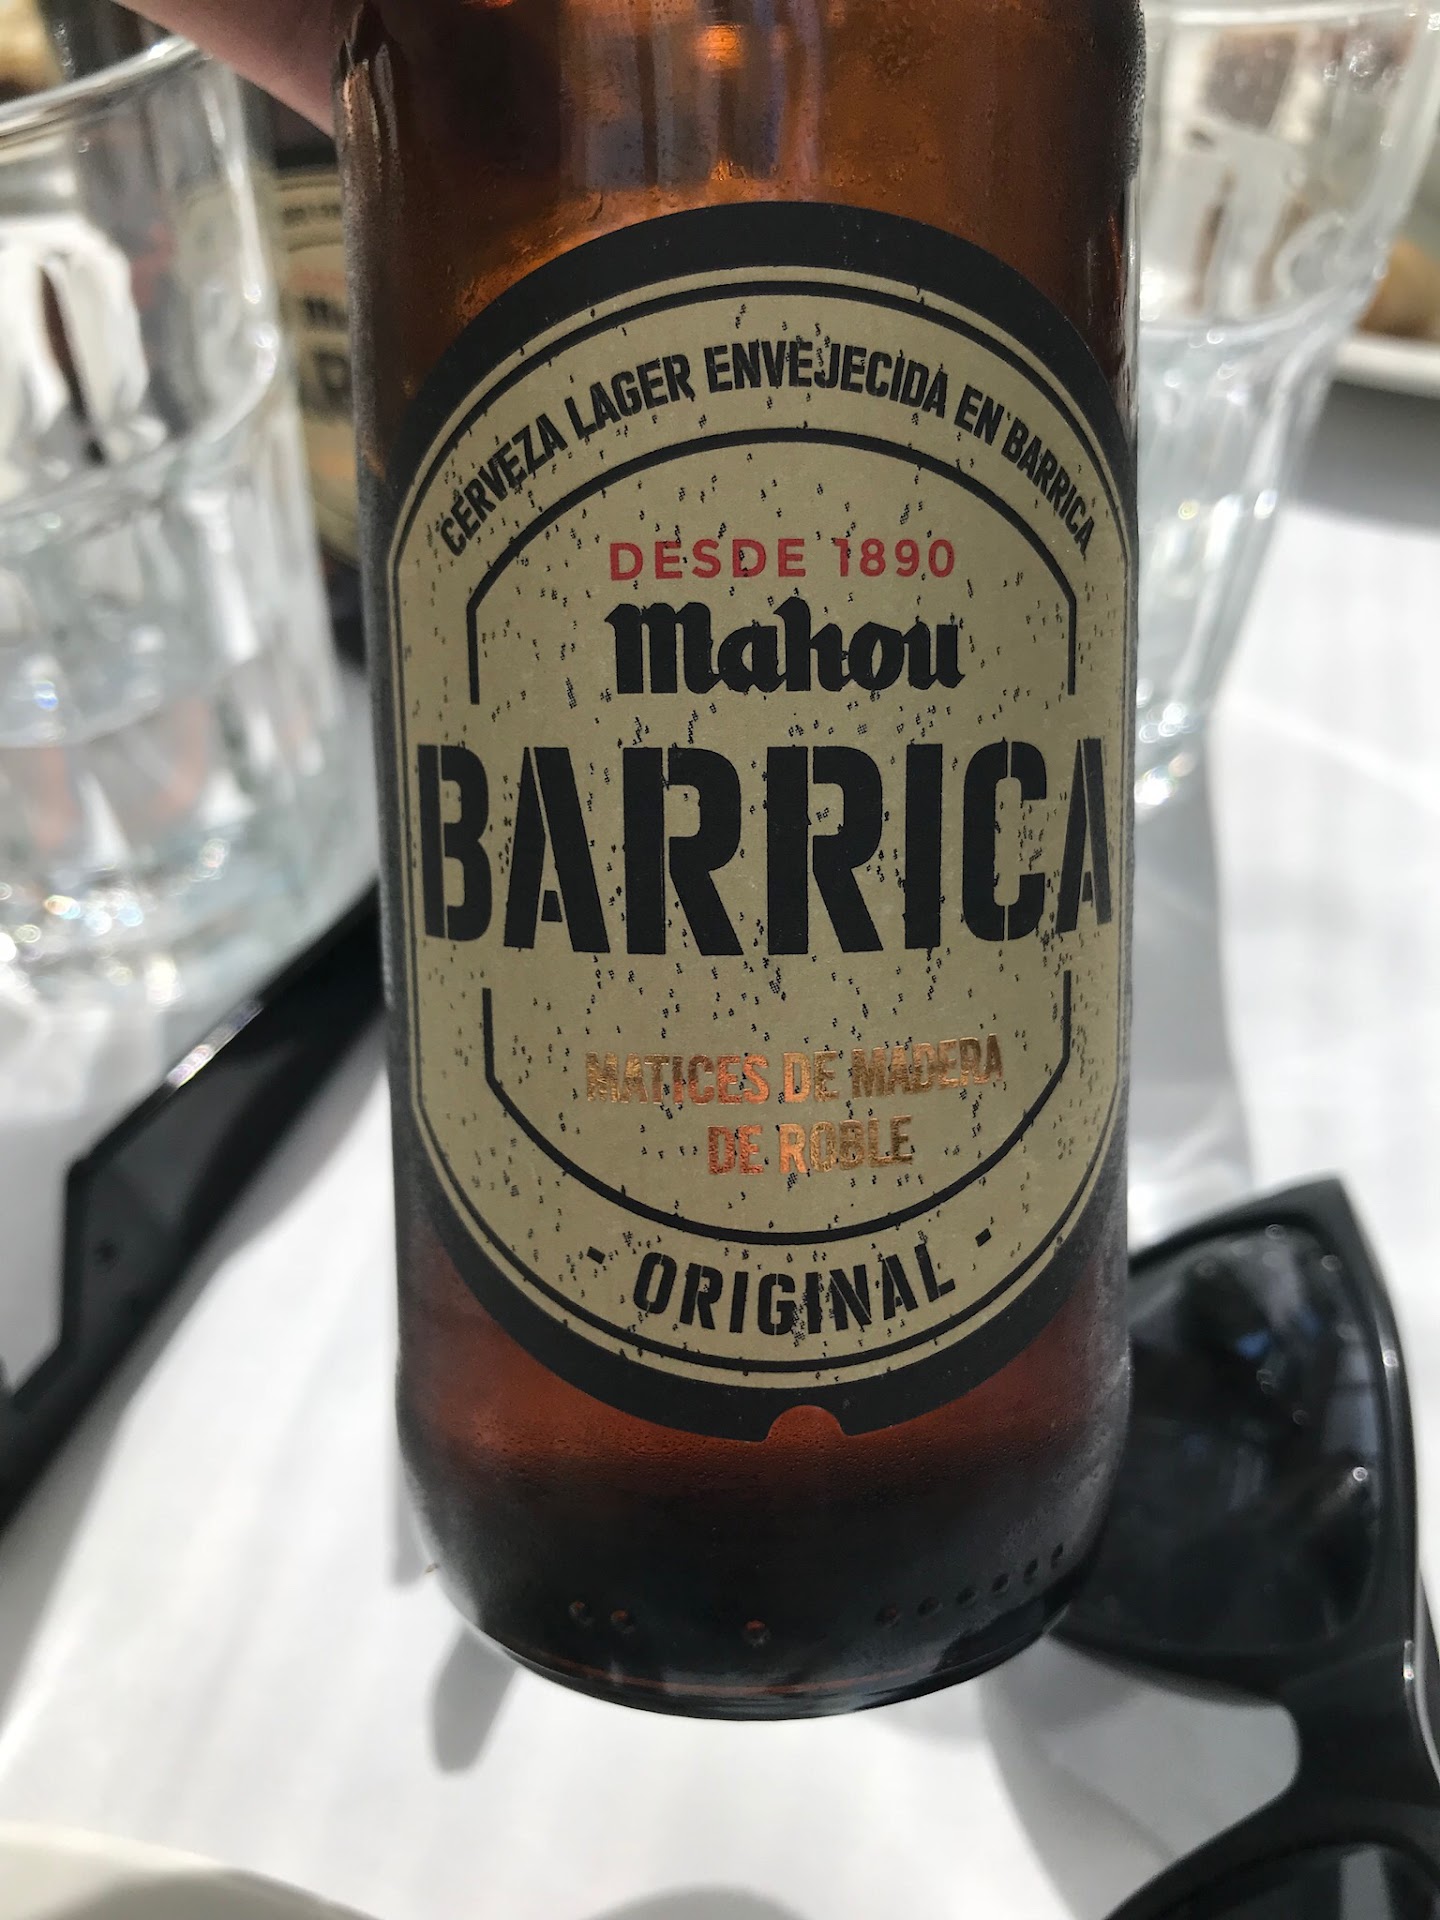 CERVEZA LAGER ENVEJECIDA EN BARRICA
DESDE 1890
Mahou
BARRICA
MATICES DE MADERA
DE ROBLE
- ORIGINAL -